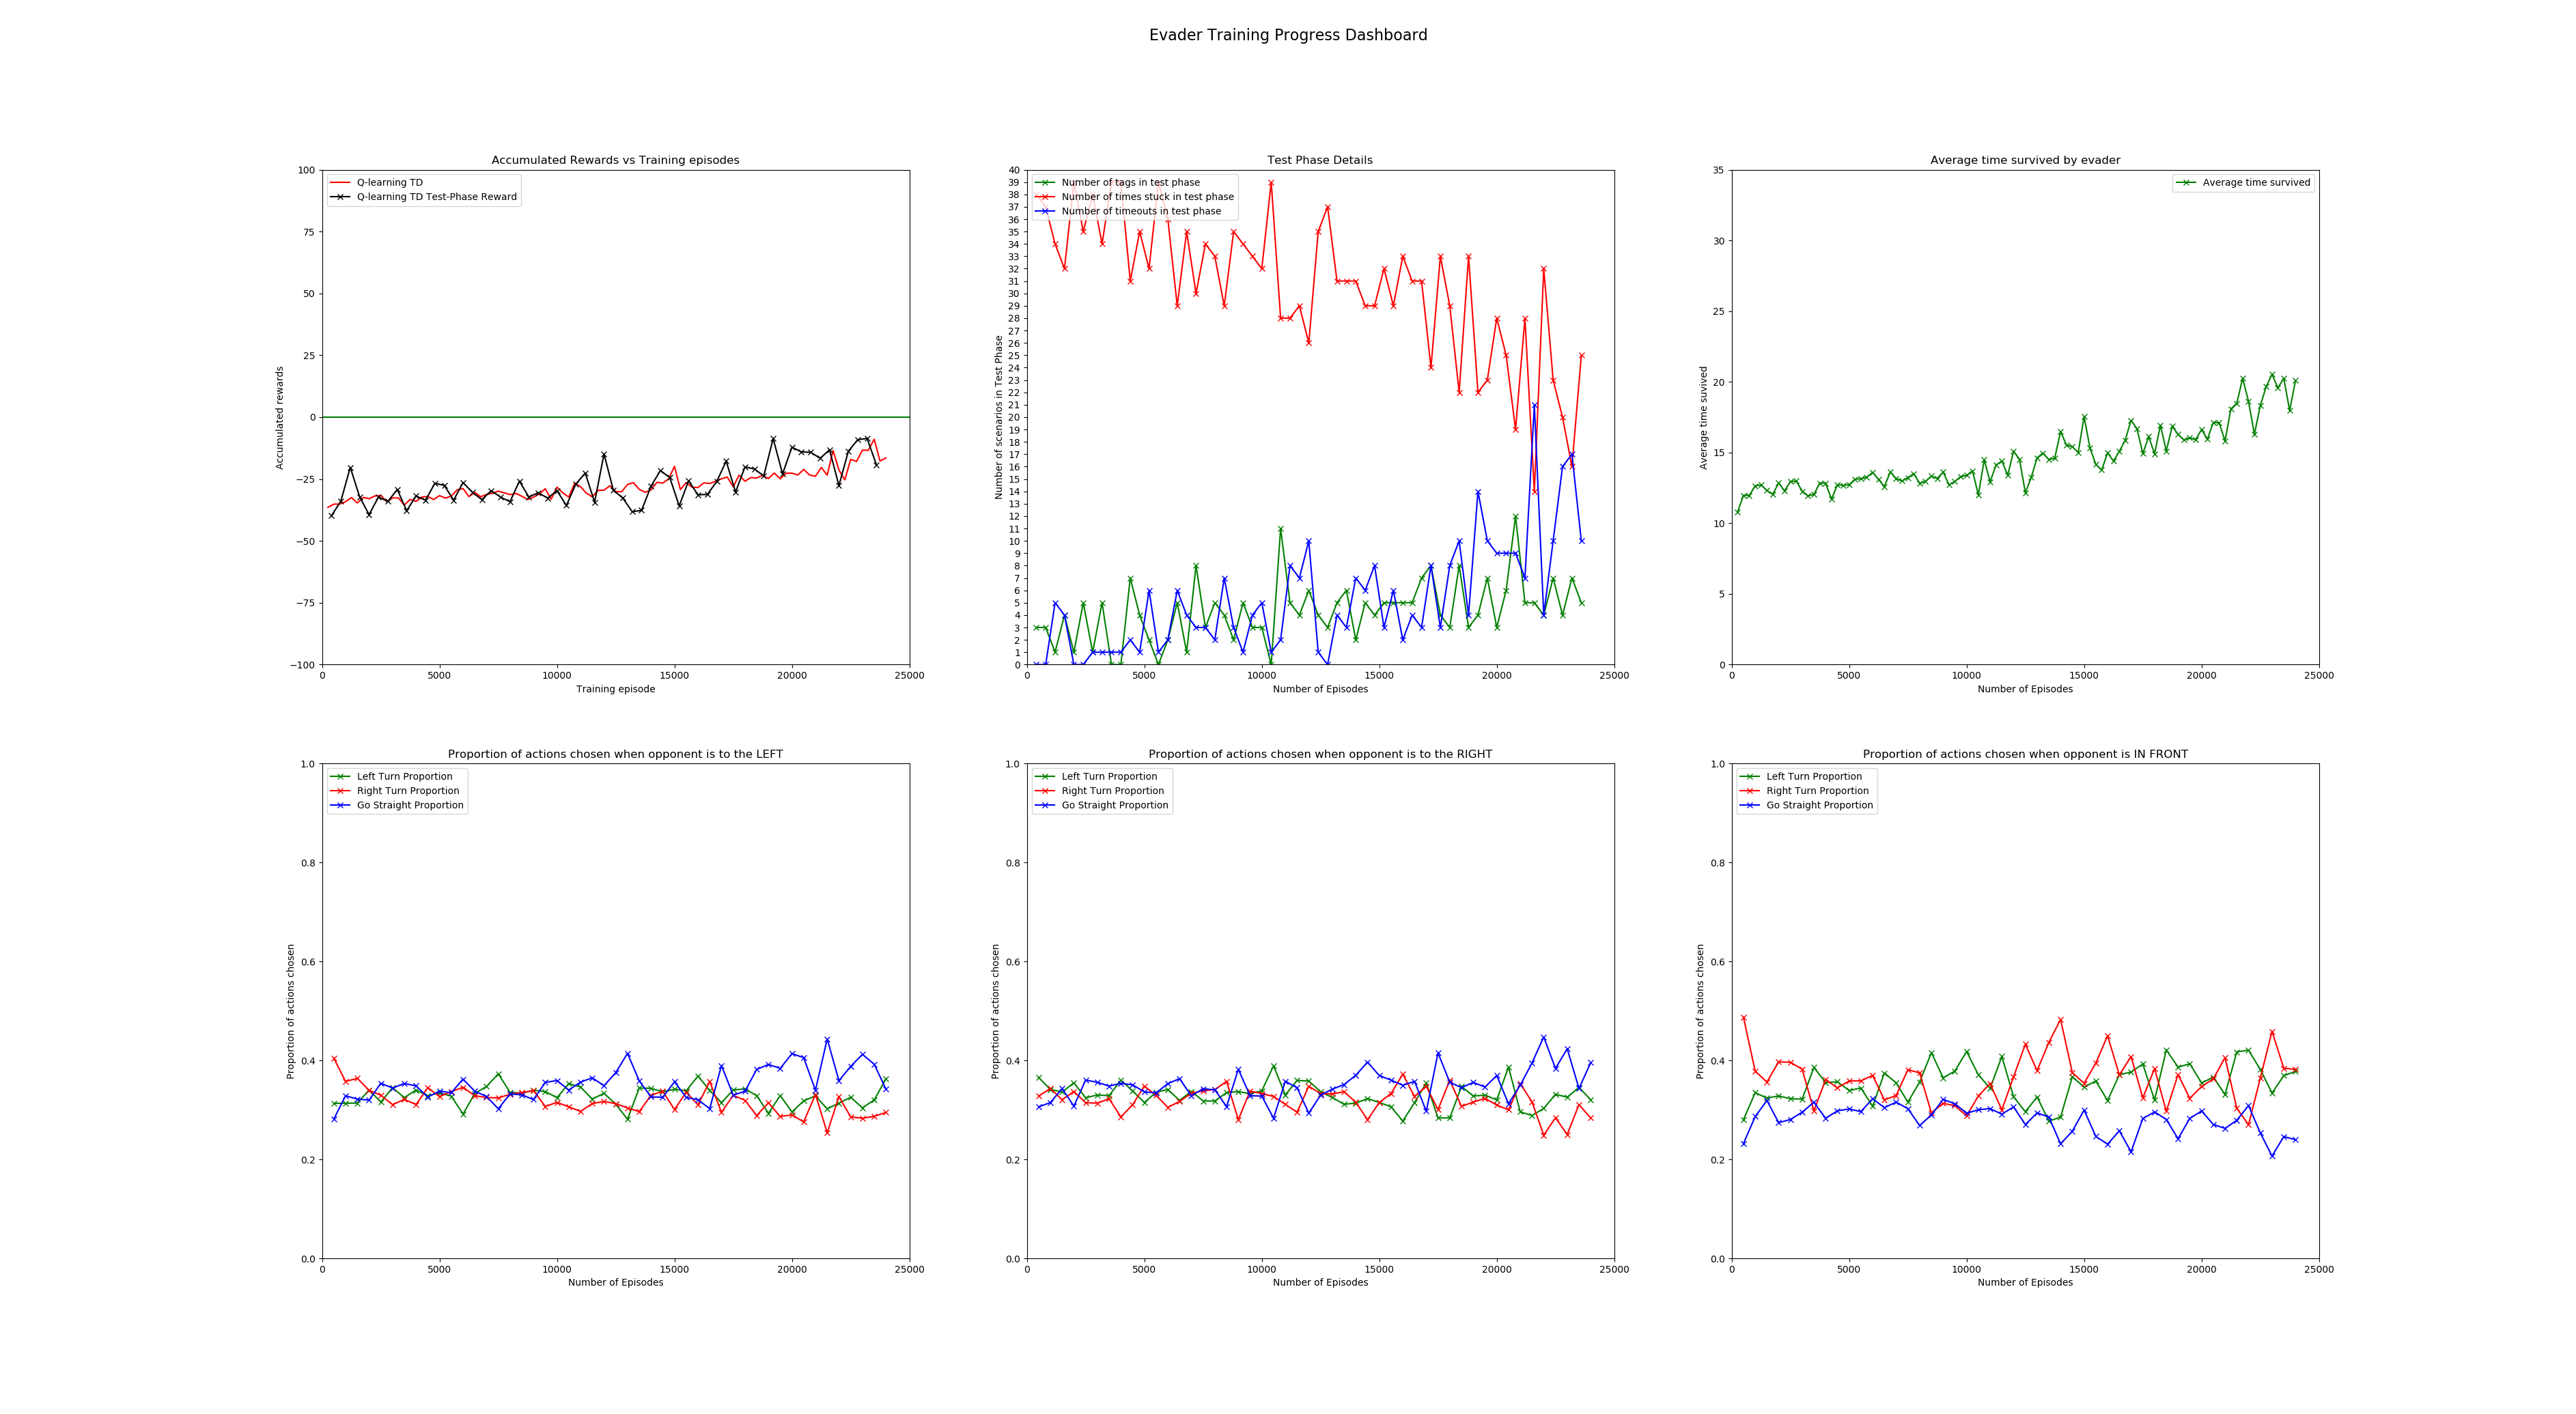 Evader Training Progress Dashboard
Accumulated Rewards vs Training episodes
Q-learning TD
Q-learning TD Test-Phase Reward
Accumulated rewards
100
75
50
25
0
−25
−50
−75
−100
0 5000 10000 15000 20000 25000
Training episode
Test Phase Details
Number of tags in test phase
Number of times stuck in test phase
Number of timeouts in test phase
Number of scenarios in Test Phase
40
39
38
37
36
35
34
33
32
31
30
29
28
27
26
25
24
23
22
21
20
19
18
17
16
15
14
13
12
11
10
9
8
7
6
5
4
3
2
1
0
0 5000 10000 15000 20000 25000
Number of Episodes
Average time survived by evader
Average time survived
Average time suvived
35
30
25
20
15
10
5
0
0 5000 10000 15000 20000 25000
Number of Episodes
Proportion of actions chosen when opponent is to the LEFT
Left Turn Proportion
Right Turn Proportion
Go Straight Proportion
Proportion of actions chosen
1.0
0.8
0.6
0.4
0.2
0.0
0 5000 10000 15000 20000 25000
Number of Episodes
Proportion of actions chosen when opponent is to the RIGHT
Left Turn Proportion
Right Turn Proportion
Go Straight Proportion
Proportion of actions chosen
1.0
0.8
0.6
0.4
0.2
0.0
0 5000 10000 15000 20000 25000
Number of Episodes
Proportion of actions chosen when opponent is IN FRONT
Left Turn Proportion
Right Turn Proportion
Go Straight Proportion
Proportion of actions chosen
1.0
0.8
0.6
0.4
0.2
0.0
0 5000 10000 15000 20000 25000
Number of Episodes